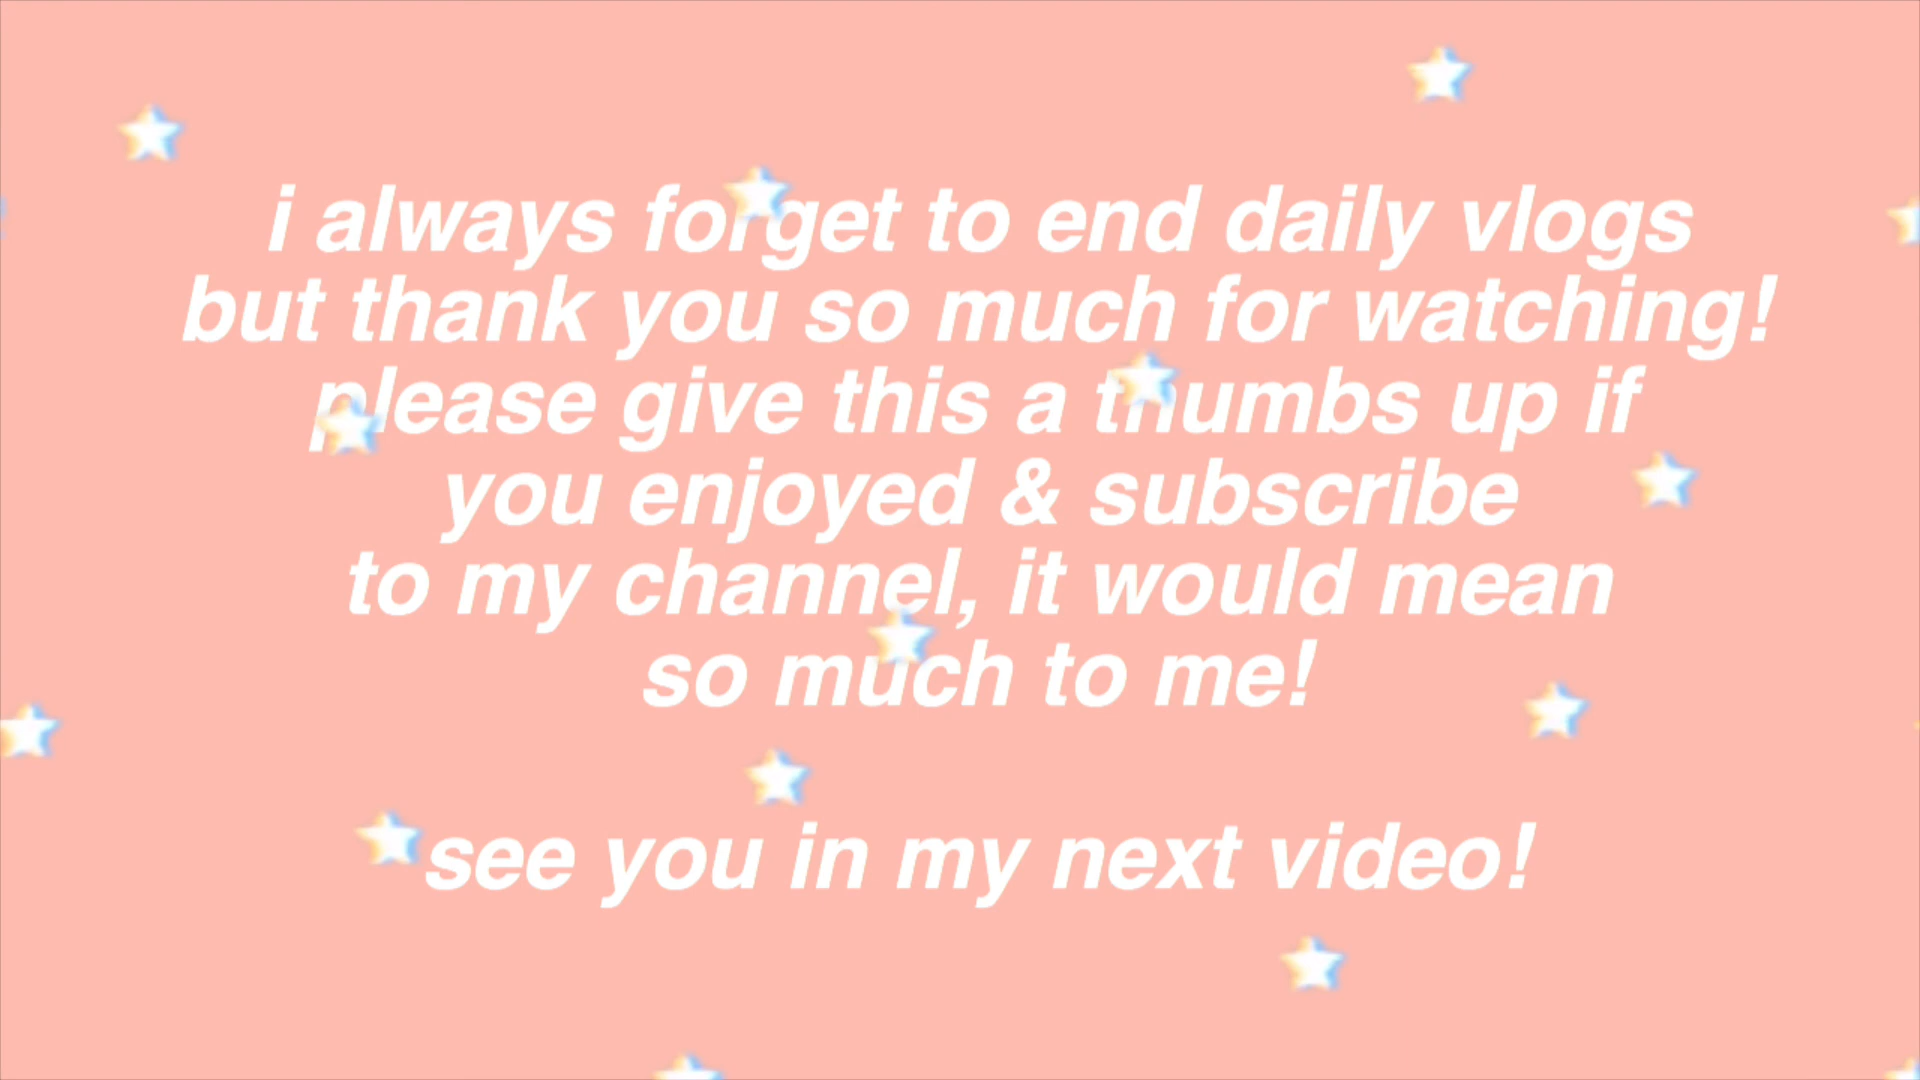 i always forget to end daily vlogs
but thank you so much for watching!
please give this a thumbs up if
you enjoyed & subscribe
to my channel, it would mean
so much to me!
see you in my next video!